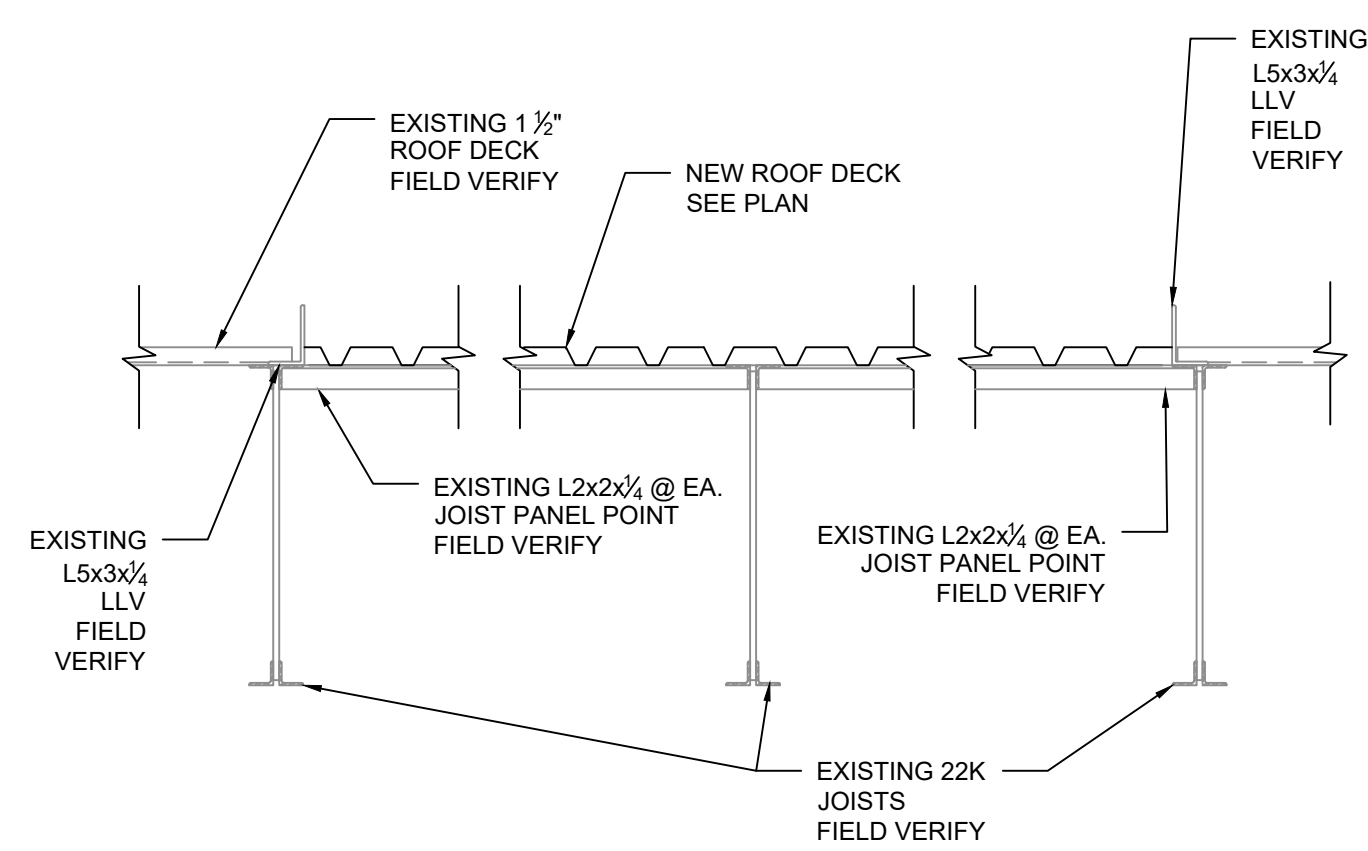 EXISTING
L5x3x¼
LLV
FIELD
VERIFY
EXISTING 1 ½"
ROOF DECK
FIELD VERIFY
NEW ROOF DECK
SEE PLAN
EXISTING L2x2x¼ @ EA.
JOIST PANEL POINT
FIELD VERIFY
EXISTING
L5x3x¼
LLV
FIELD
VERIFY
EXISTING L2x2x¼ @ EA.
JOIST PANEL POINT
FIELD VERIFY
EXISTING 22K
JOISTS
FIELD VERIFY